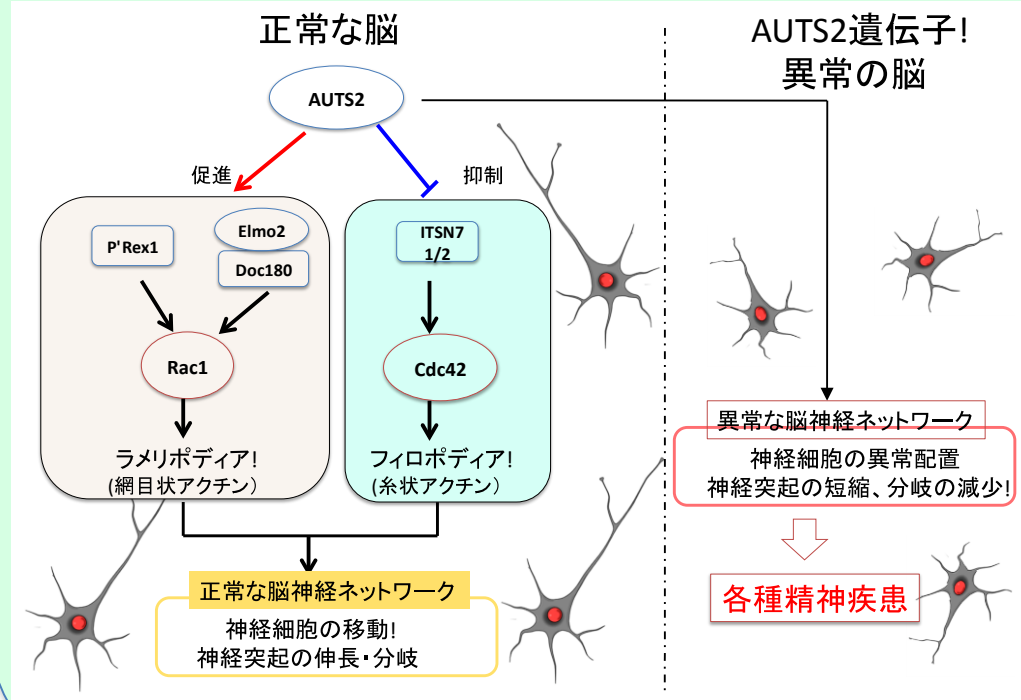 正常な脳
AUTS2遺伝子!
異常の脳
AUTS2
促進
抑制
P'Rex1
Elmo2
Doc180
ITSN7
1/2
Rac1
Cdc42
ラメリポディア!
(網目状アクチン）
フィロポディア!
(糸状アクチン）
正常な脳神経ネットワーク
神経細胞の移動!
神経突起の伸長・分岐
異常な脳神経ネットワーク
神経細胞の異常配置
神経突起の短縮、分岐の減少!
各種精神疾患